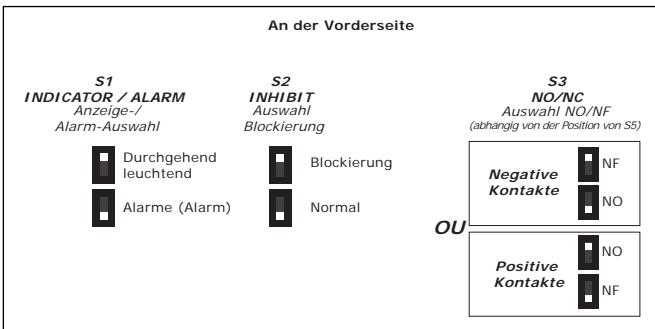 An der Vorderseite
S1
INDICATOR / ALARM
Anzeige-/
Alarm-Auswahl
Durchgehend
leuchtend
Alarme (Alarm)
S2
INHIBIT
Auswahl
Blockierung
Blockierung
Normal
S3
NO/NC
Auswahl NO/NF
(abhängig von der Position von S5)
Negative
Kontakte
NF
NO
OU
Positive
Kontakte
NO
NF